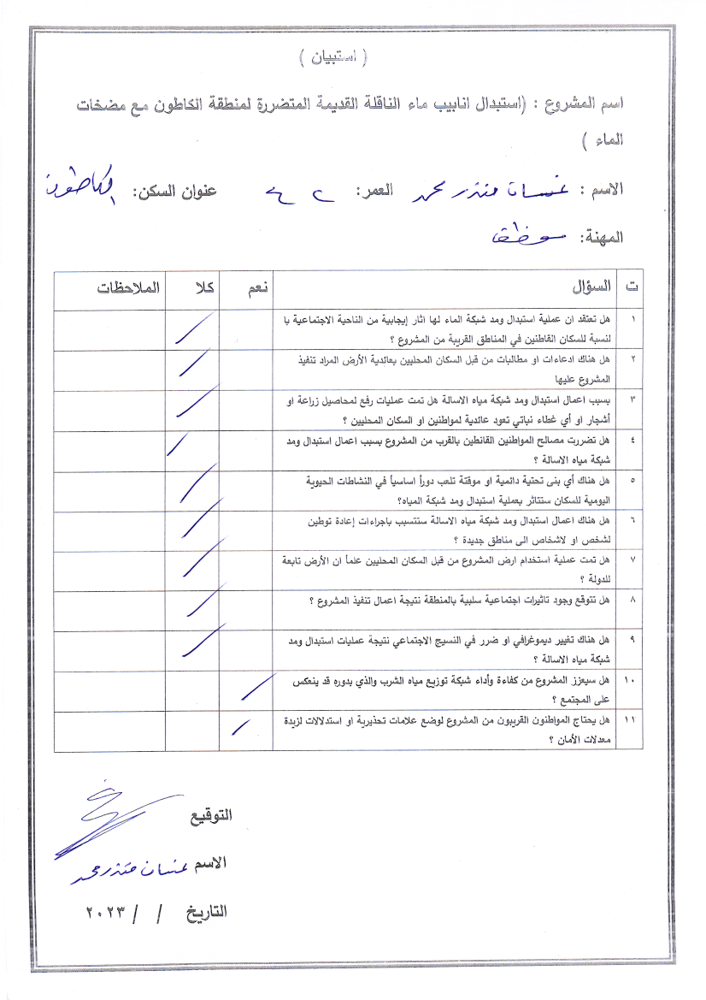 ( استبيان )
اسم المشروع : (استبدال انابيب ماء الناقلة القديمة المتضررة لمنطقة الكاطون مع مضخات
الماء )
الاسم : غسان منذر محمد العمر: عنوان السكن: الكاطون
المهنة: موظف
ت السؤال نعم كلا الملاحظات
١ هل تعتقد ان عملية استبدال ومد شبكة الماء لها اثار إيجابية من الناحية الاجتماعية با
لنسبة للسكان القاطنين في المناطق القريبة من المشروع ؟
٢ هل هناك ادعاءات او مطالبات من قبل السكان المحليين بعائدية الأرض المراد تنفيذ
المشروع عليها
٣ بسبب اعمال استبدال ومد شبكة مياه الاسالة هل تمت عمليات رفع لمحاصيل زراعة او
أشجار او أي غطاء نباتي تعود عائدية لمواطنين او السكان المحليين ؟
٤ هل تضررت مصالح المواطنين القانطين بالقرب من المشروع بسبب اعمال استبدال ومد
شبكة مياه الاسالة ؟
٥ هل هناك أي بنى تحتية دائمية او موقتة تلعب دوراً اساسياً في النشاطات الحيوية
اليومية للسكان ستتاثر بعملية استبدال ومد شبكة المياه؟
٦ هل هناك اعمال استبدال ومد شبكة مياه الاسالة ستتسبب باجراءات إعادة توطين
لشخص او لاشخاص الى مناطق جديدة ؟
٧ هل تمت عملية استخدام ارض المشروع من قبل السكان المحليين علماً ان الأرض تابعة
للدولة ؟
٨ هل تتوقع وجود تاثيرات اجتماعية سلبية بالمنطقة نتيجة اعمال تنفيذ المشروع ؟
٩ هل هناك تغيير ديموغرافي او ضرر في النسيج الاجتماعي نتيجة عمليات استبدال ومد
شبكة مياه الاسالة ؟
١٠ هل سيعزز المشروع من كفاءة وأداء شبكة توزيع مياه الشرب والذي بدوره قد ينعكس
على المجتمع ؟
١١ هل يحتاج المواطنون القريبون من المشروع لوضع علامات تحذيرية او استدلالات لزيدة
معدلات الأمان ؟
التوقيع
الاسم غسان منذر محمد
التاريخ / / ٢٠٢٣